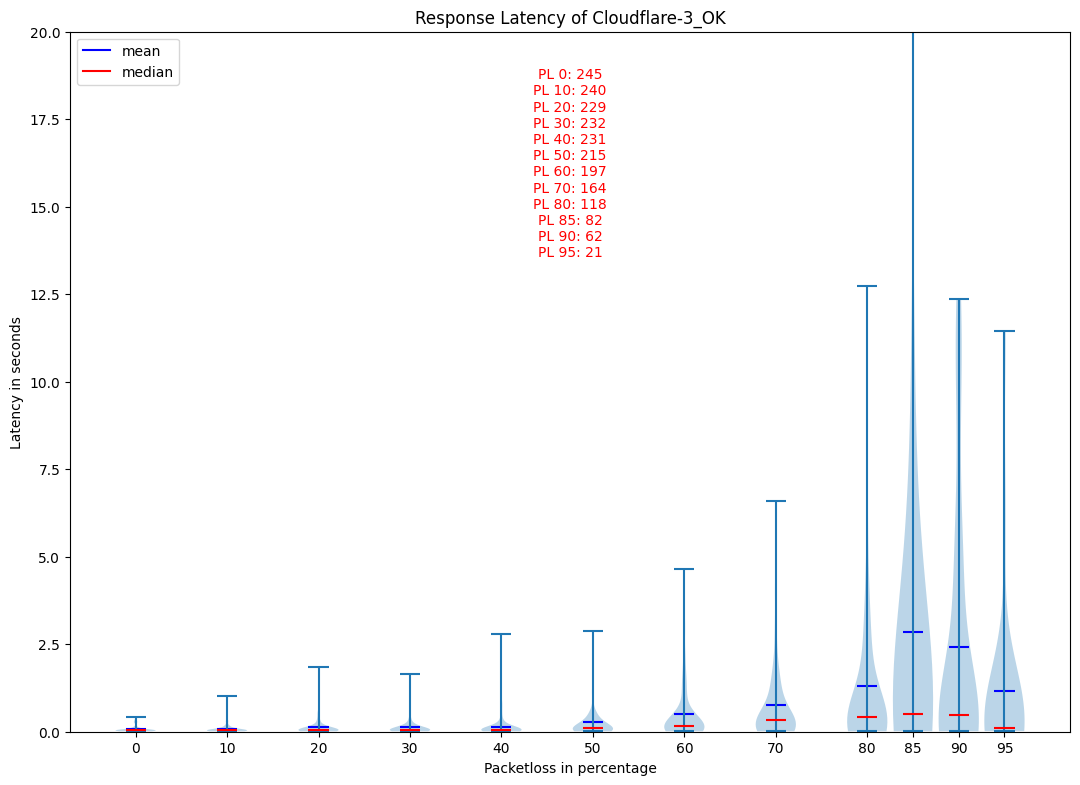 Response Latency of Cloudflare-3_OK
20.0
17.5
15.0
12.5
10.0
7.5
5.0
2.5
0.0
Latency in seconds
mean
median
PL 0: 245
PL 10: 240
PL 20: 229
PL 30: 232
PL 40: 231
PL 50: 215
PL 60: 197
PL 70: 164
PL 80: 118
PL 85: 82
PL 90: 62
PL 95: 21
0 10 20 30 40 50 60 70 80 85 90 95
Packetloss in percentage